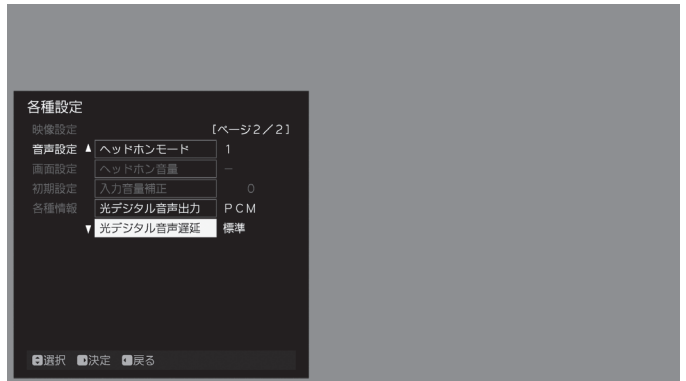 各種設定
映像設定 [ページ2/2]
音声設定 ▲ ヘッドホンモード 1
画面設定 ヘッドホン音量 −
初期設定 入力音量補正 0
各種情報 光デジタル音声出力 PCM
▼ 光デジタル音声遅延 標準
選択 決定 戻る